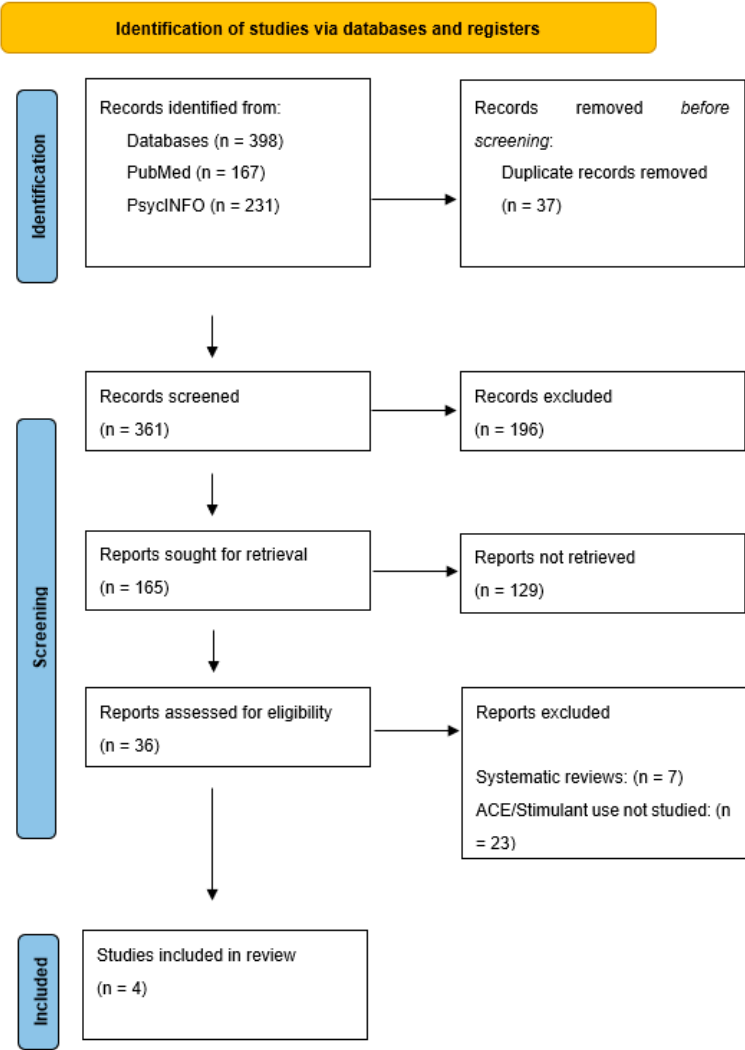 Identification of studies via databases and registers
Identification
Records identified from:
Databases (n = 398)
PubMed (n = 167)
PsycINFO (n = 231)
Records removed before
screening:
Duplicate records removed
(n = 37)
Screening
Records screened
(n = 361)
Records excluded
(n = 196)
Reports sought for retrieval
(n = 165)
Reports not retrieved
(n = 129)
Reports assessed for eligibility
(n = 36)
Reports excluded
Systematic reviews: (n = 7)
ACE/Stimulant use not studied: (n
= 23)
Included
Studies included in review
(n = 4)